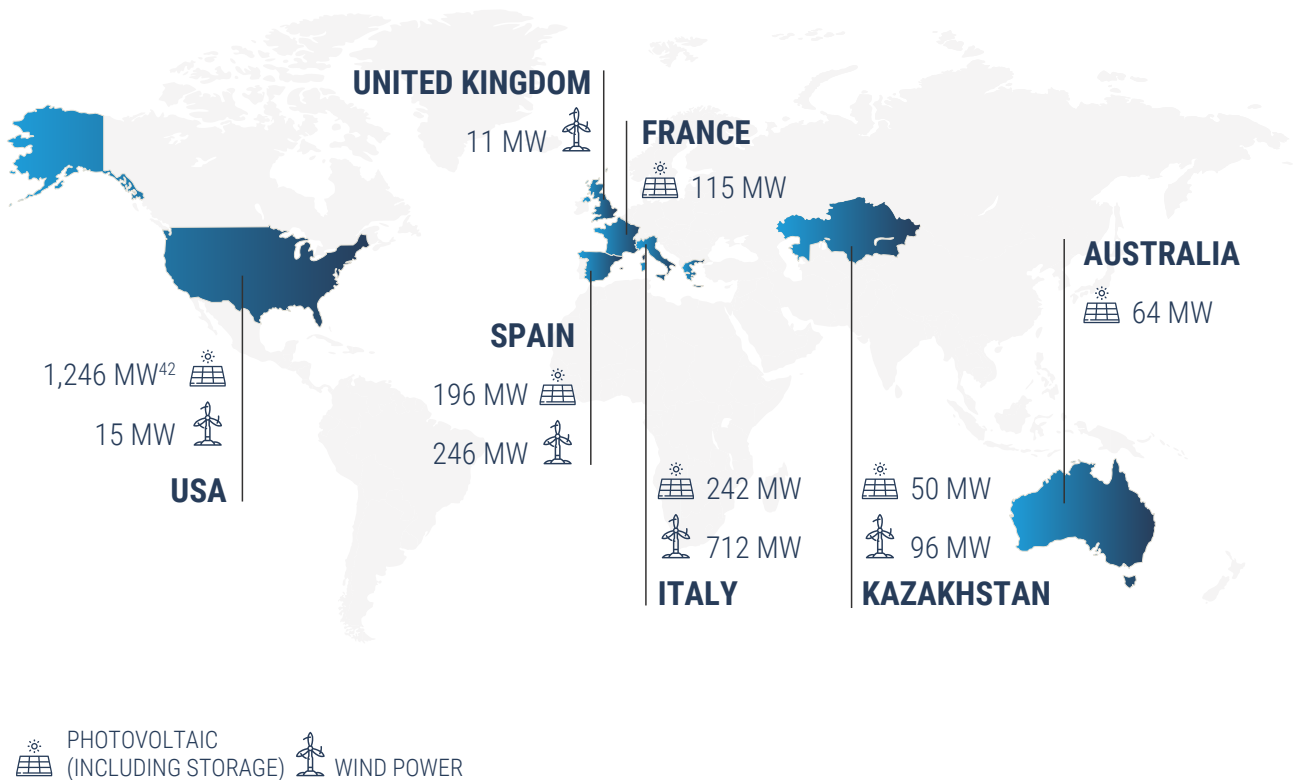 UNITED KINGDOM
11 MW
FRANCE
115 MW
AUSTRALIA
64 MW
SPAIN
196 MW
246 MW
1,246 MW⁴²
15 MW
USA
242 MW
712 MW
ITALY
50 MW
96 MW
KAZAKHSTAN
PHOTOVOLTAIC
(INCLUDING STORAGE)
WIND POWER